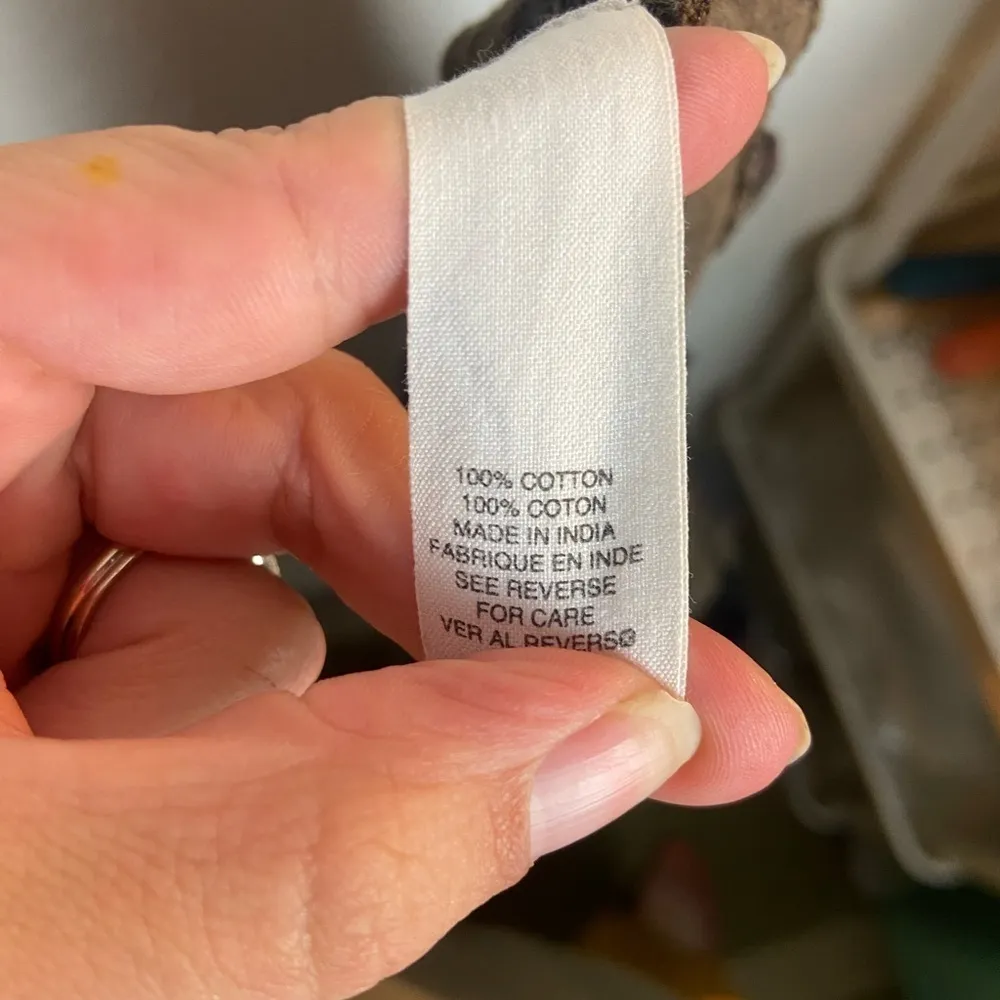 100% COTTON
100% COTON
MADE IN INDIA
FABRIQUE EN INDE
SEE REVERSE
FOR CARE
VER AL REVERSO